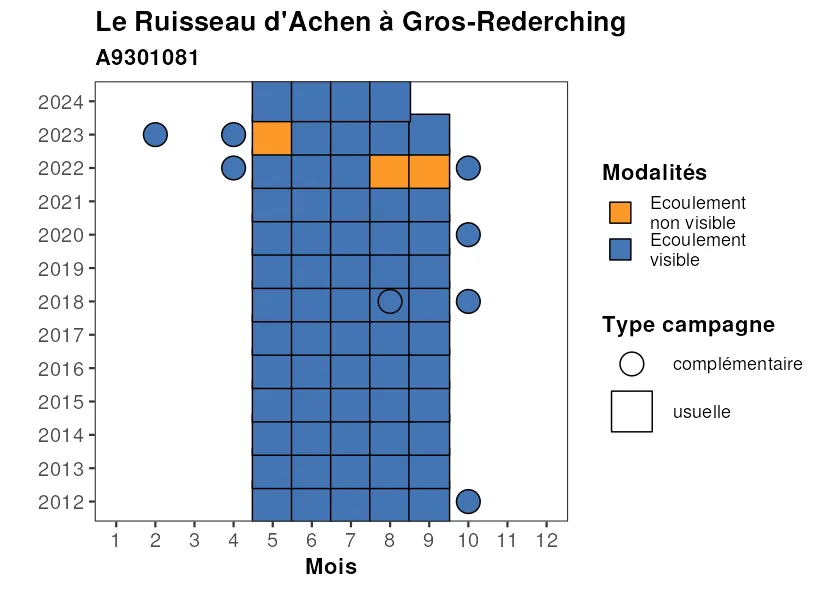 Le Ruisseau d'Achen à Gros-Rederching
A9301081
2024
2023
2022
2021
2020
2019
2018
2017
2016
2015
2014
2013
2012
1 2 3 4 5 6 7 8 9 10 11 12
Mois
Modalités
Ecoulement
non visible
Ecoulement
visible
Type campagne
complémentaire
usuelle